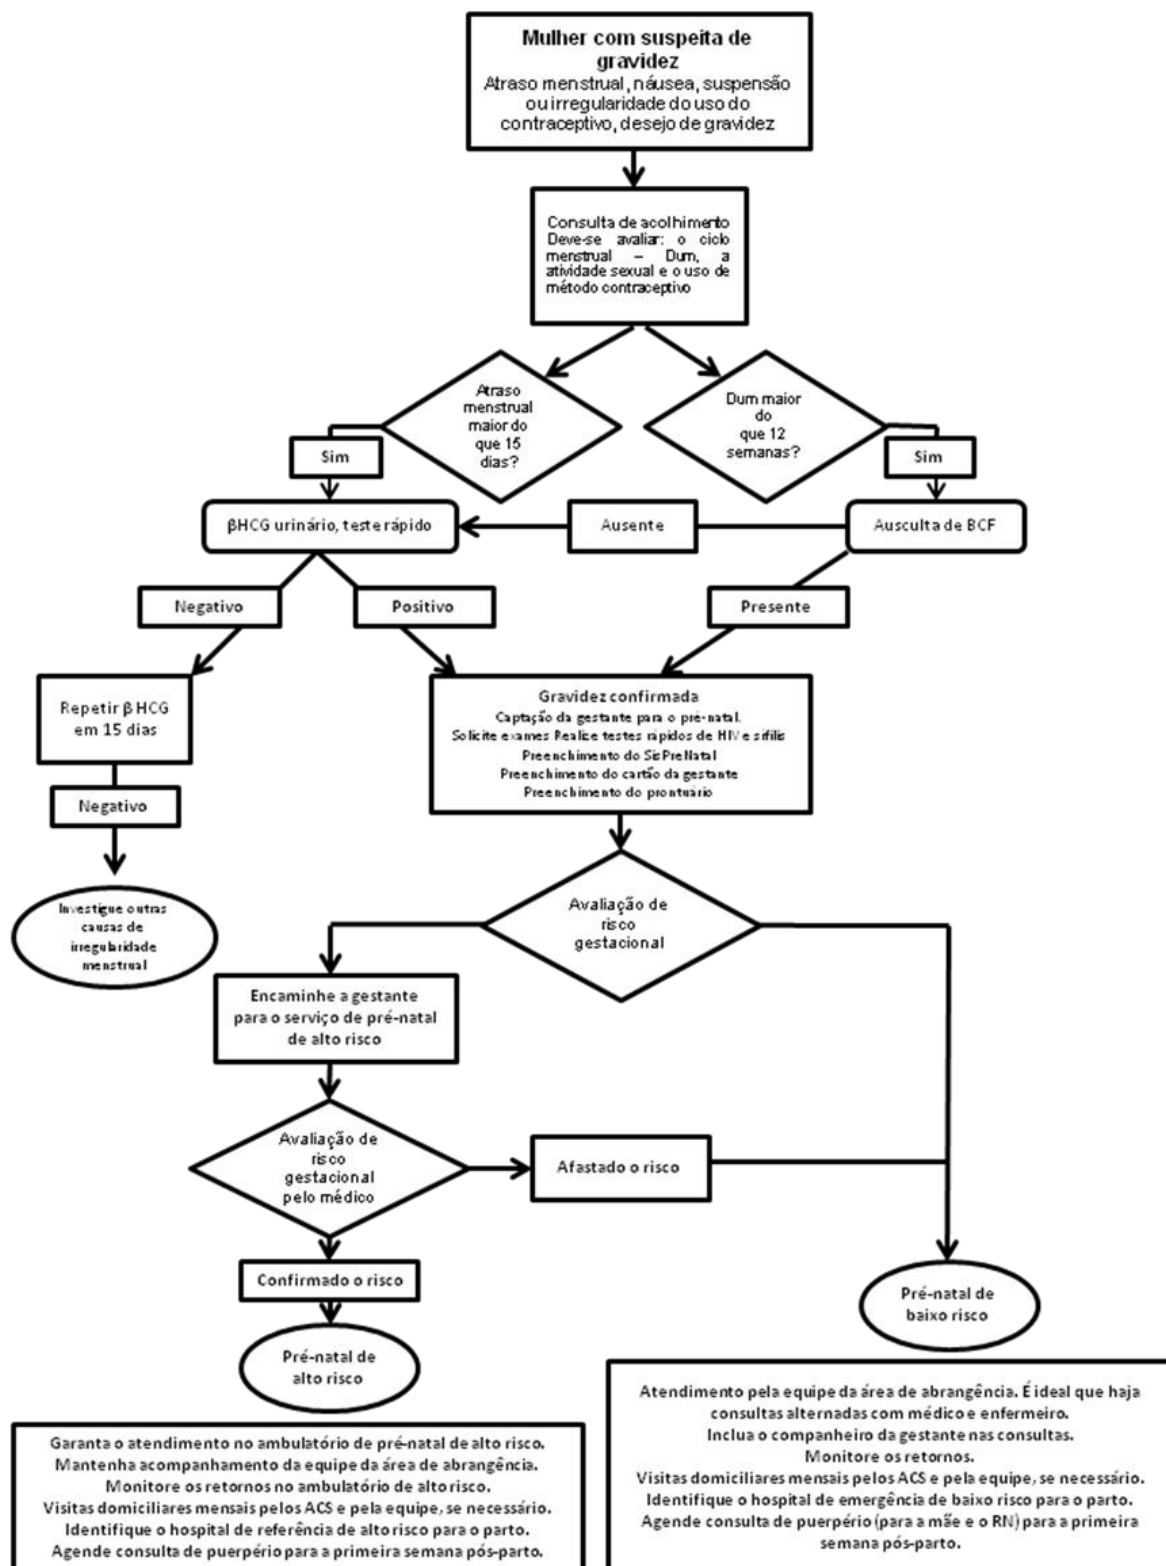 Mulher com suspeita de
gravidez
Atraso menstrual, náusea, suspensão
ou irregularidade do uso do
contraceptivo, desejo de gravidez
Consulta de acolhimento
Deve-se avaliar: o ciclo
menstrual – Dum, a
atividade sexual e o uso de
método contraceptivo
Atraso
menstrual
maior do
que 15
dias?
Dum maior
do
que 12
semanas?
Sim
Sim
βHCG urinário, teste rápido
Ausente
Ausculta de BCF
Negativo
Positivo
Presente
Repetir β HCG
em 15 dias
Gravidez confirmada
Captação da gestante para o pré-natal.
Solicite exames Realize testes rápidos de HIV e sífilis
Preenchimento do SisPreNatal
Preenchimento do cartão da gestante
Preenchimento do prontuário
Negativo
Investigue outras
causas de
irregularidade
menstrual
Avaliação de
risco
gestacional
Encaminhe a gestante
para o serviço de pré-natal
de alto risco
Avaliação de
risco
gestacional
pelo médico
Afastado o risco
Confirmado o risco
Pré-natal de
baixo risco
Pré-natal de
alto risco
Garanta o atendimento no ambulatório de pré-natal de alto risco.
Mantenha acompanhamento da equipe da área de abrangência.
Monitore os retornos no ambulatório de alto risco.
Visitas domiciliares mensais pelos ACS e pela equipe, se necessário.
Identifique o hospital de referência de alto risco para o parto.
Agende consulta de puerpério para a primeira semana pós-parto.
Atendimento pela equipe da área de abrangência. É ideal que haja
consultas alternadas com médico e enfermeiro.
Inclua o companheiro da gestante nas consultas.
Monitore os retornos.
Visitas domiciliares mensais pelos ACS e pela equipe, se necessário.
Identifique o hospital de emergência de baixo risco para o parto.
Agende consulta de puerpério (para a mãe e o RN) para a primeira
semana pós-parto.